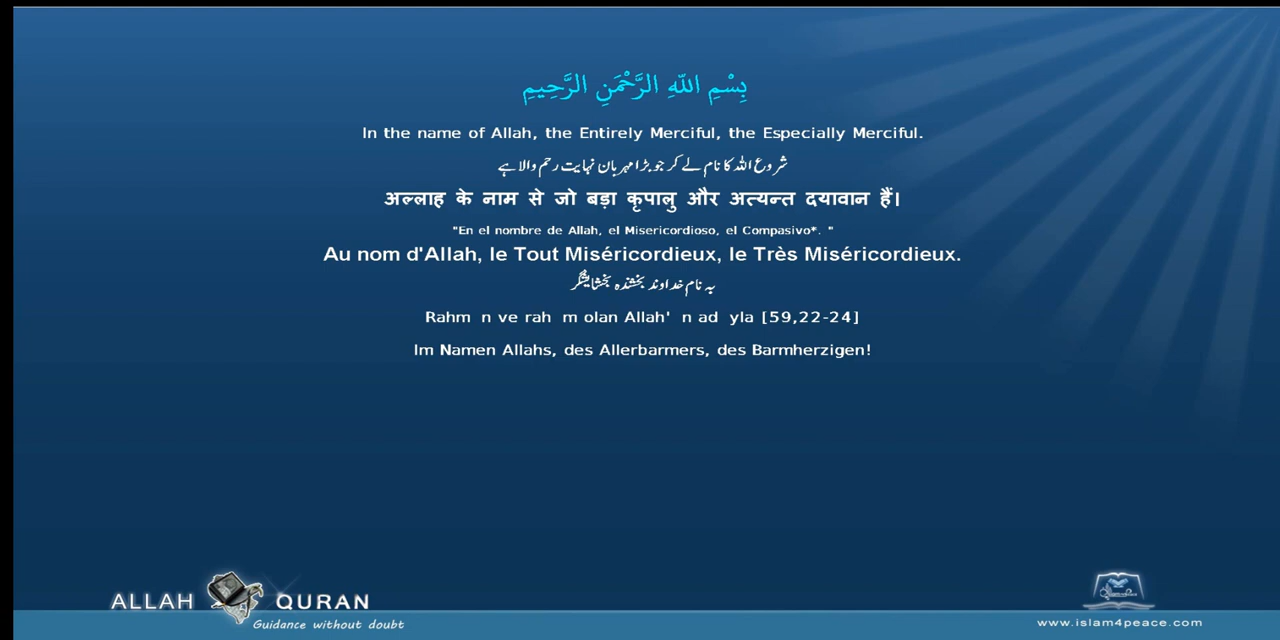 بِسْمِ اللّٰهِ الرَّحْمَنِ الرَّحِيمِ
In the name of Allah, the Entirely Merciful, the Especially Merciful.
شروع اللہ کا نام لے کر جو بڑا مہربان نہایت رحم والا ہے
अल्लाह के नाम से जो बड़ा कृपालु और अत्यन्त दयावान हैं।
"En el nombre de Allah, el Misericordioso, el Compasivo*. "
Au nom d'Allah, le Tout Miséricordieux, le Très Miséricordieux.
به نام خداوند بخشنده بخشایشگر
Rahm n ve rah m olan Allah' n ad yla [59,22-24]
Im Namen Allahs, des Allerbarmers, des Barmherzigen!
ALLAH QURAN
Guidance without doubt
www.islam4peace.com